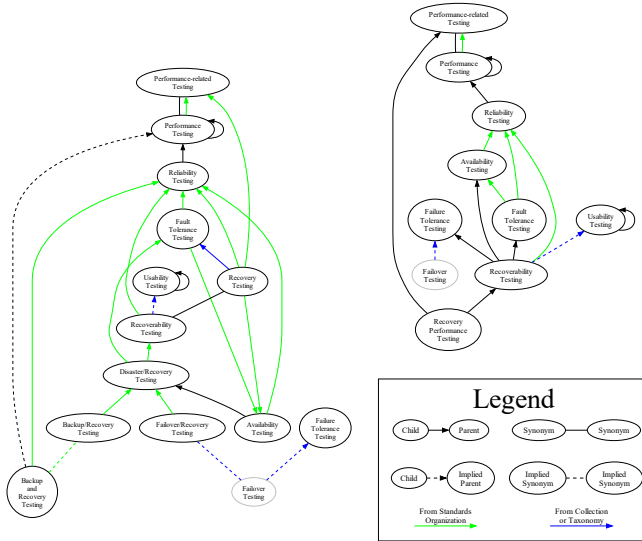 Performance-related
Testing
Performance
Testing
Reliability
Testing
Fault
Tolerance
Testing
Usability
Testing
Recovery
Testing
Recoverability
Testing
Disaster/Recovery
Testing
Backup/Recovery
Testing
Failover/Recovery
Testing
Availability
Testing
Failure
Tolerance
Testing
Backup
and
Recovery
Testing
Failover
Testing
Performance-related
Testing
Performance
Testing
Reliability
Testing
Availability
Testing
Failure
Tolerance
Testing
Fault
Tolerance
Testing
Usability
Testing
Failover
Testing
Recoverability
Testing
Recovery
Performance
Testing
Legend
Child
Parent
Synonym
Synonym
Child
Implied
Parent
Implied
Synonym
Implied
Synonym
From Standards
Organization
From Collection
or Taxonomy